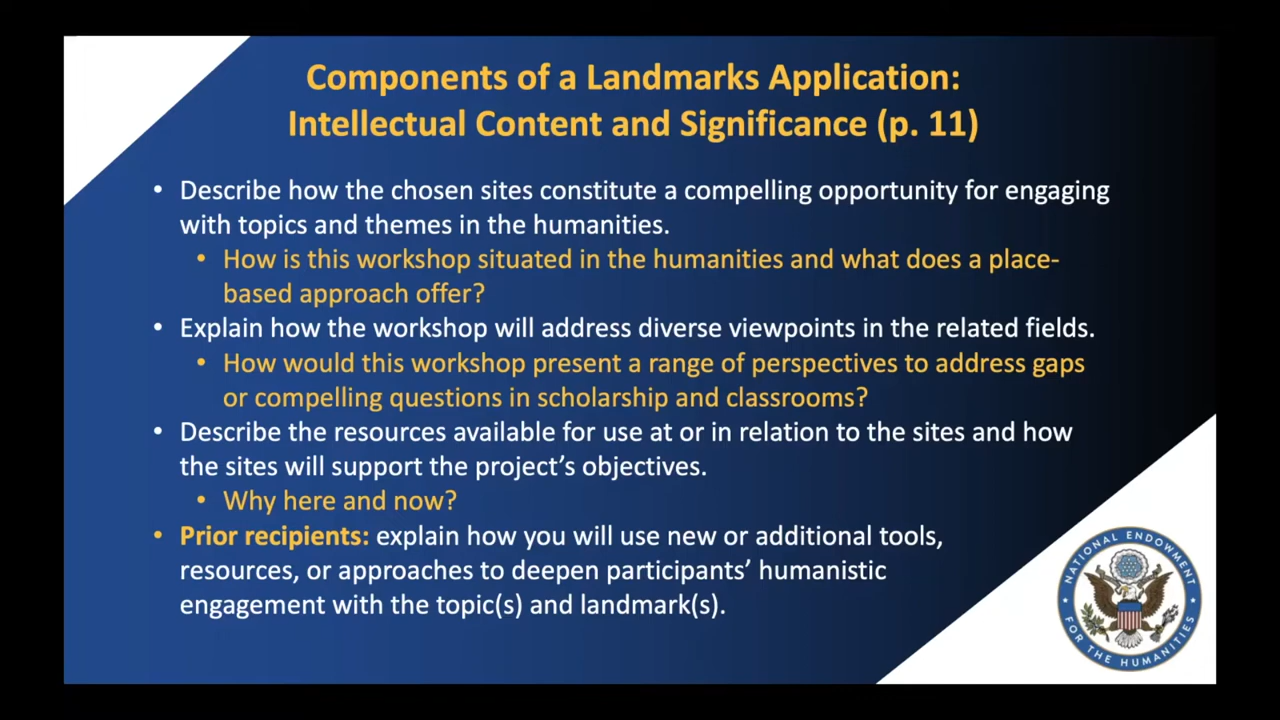 Components of a Landmarks Application:
Intellectual Content and Significance (p. 11)
• Describe how the chosen sites constitute a compelling opportunity for engaging
with topics and themes in the humanities.
• How is this workshop situated in the humanities and what does a place-
based approach offer?
• Explain how the workshop will address diverse viewpoints in the related fields.
• How would this workshop present a range of perspectives to address gaps
or compelling questions in scholarship and classrooms?
• Describe the resources available for use at or in relation to the sites and how
the sites will support the project’s objectives.
• Why here and now?
• Prior recipients: explain how you will use new or additional tools,
resources, or approaches to deepen participants’ humanistic
engagement with the topic(s) and landmark(s).
NATIONAL ENDOWMENT
FOR THE HUMANITIES